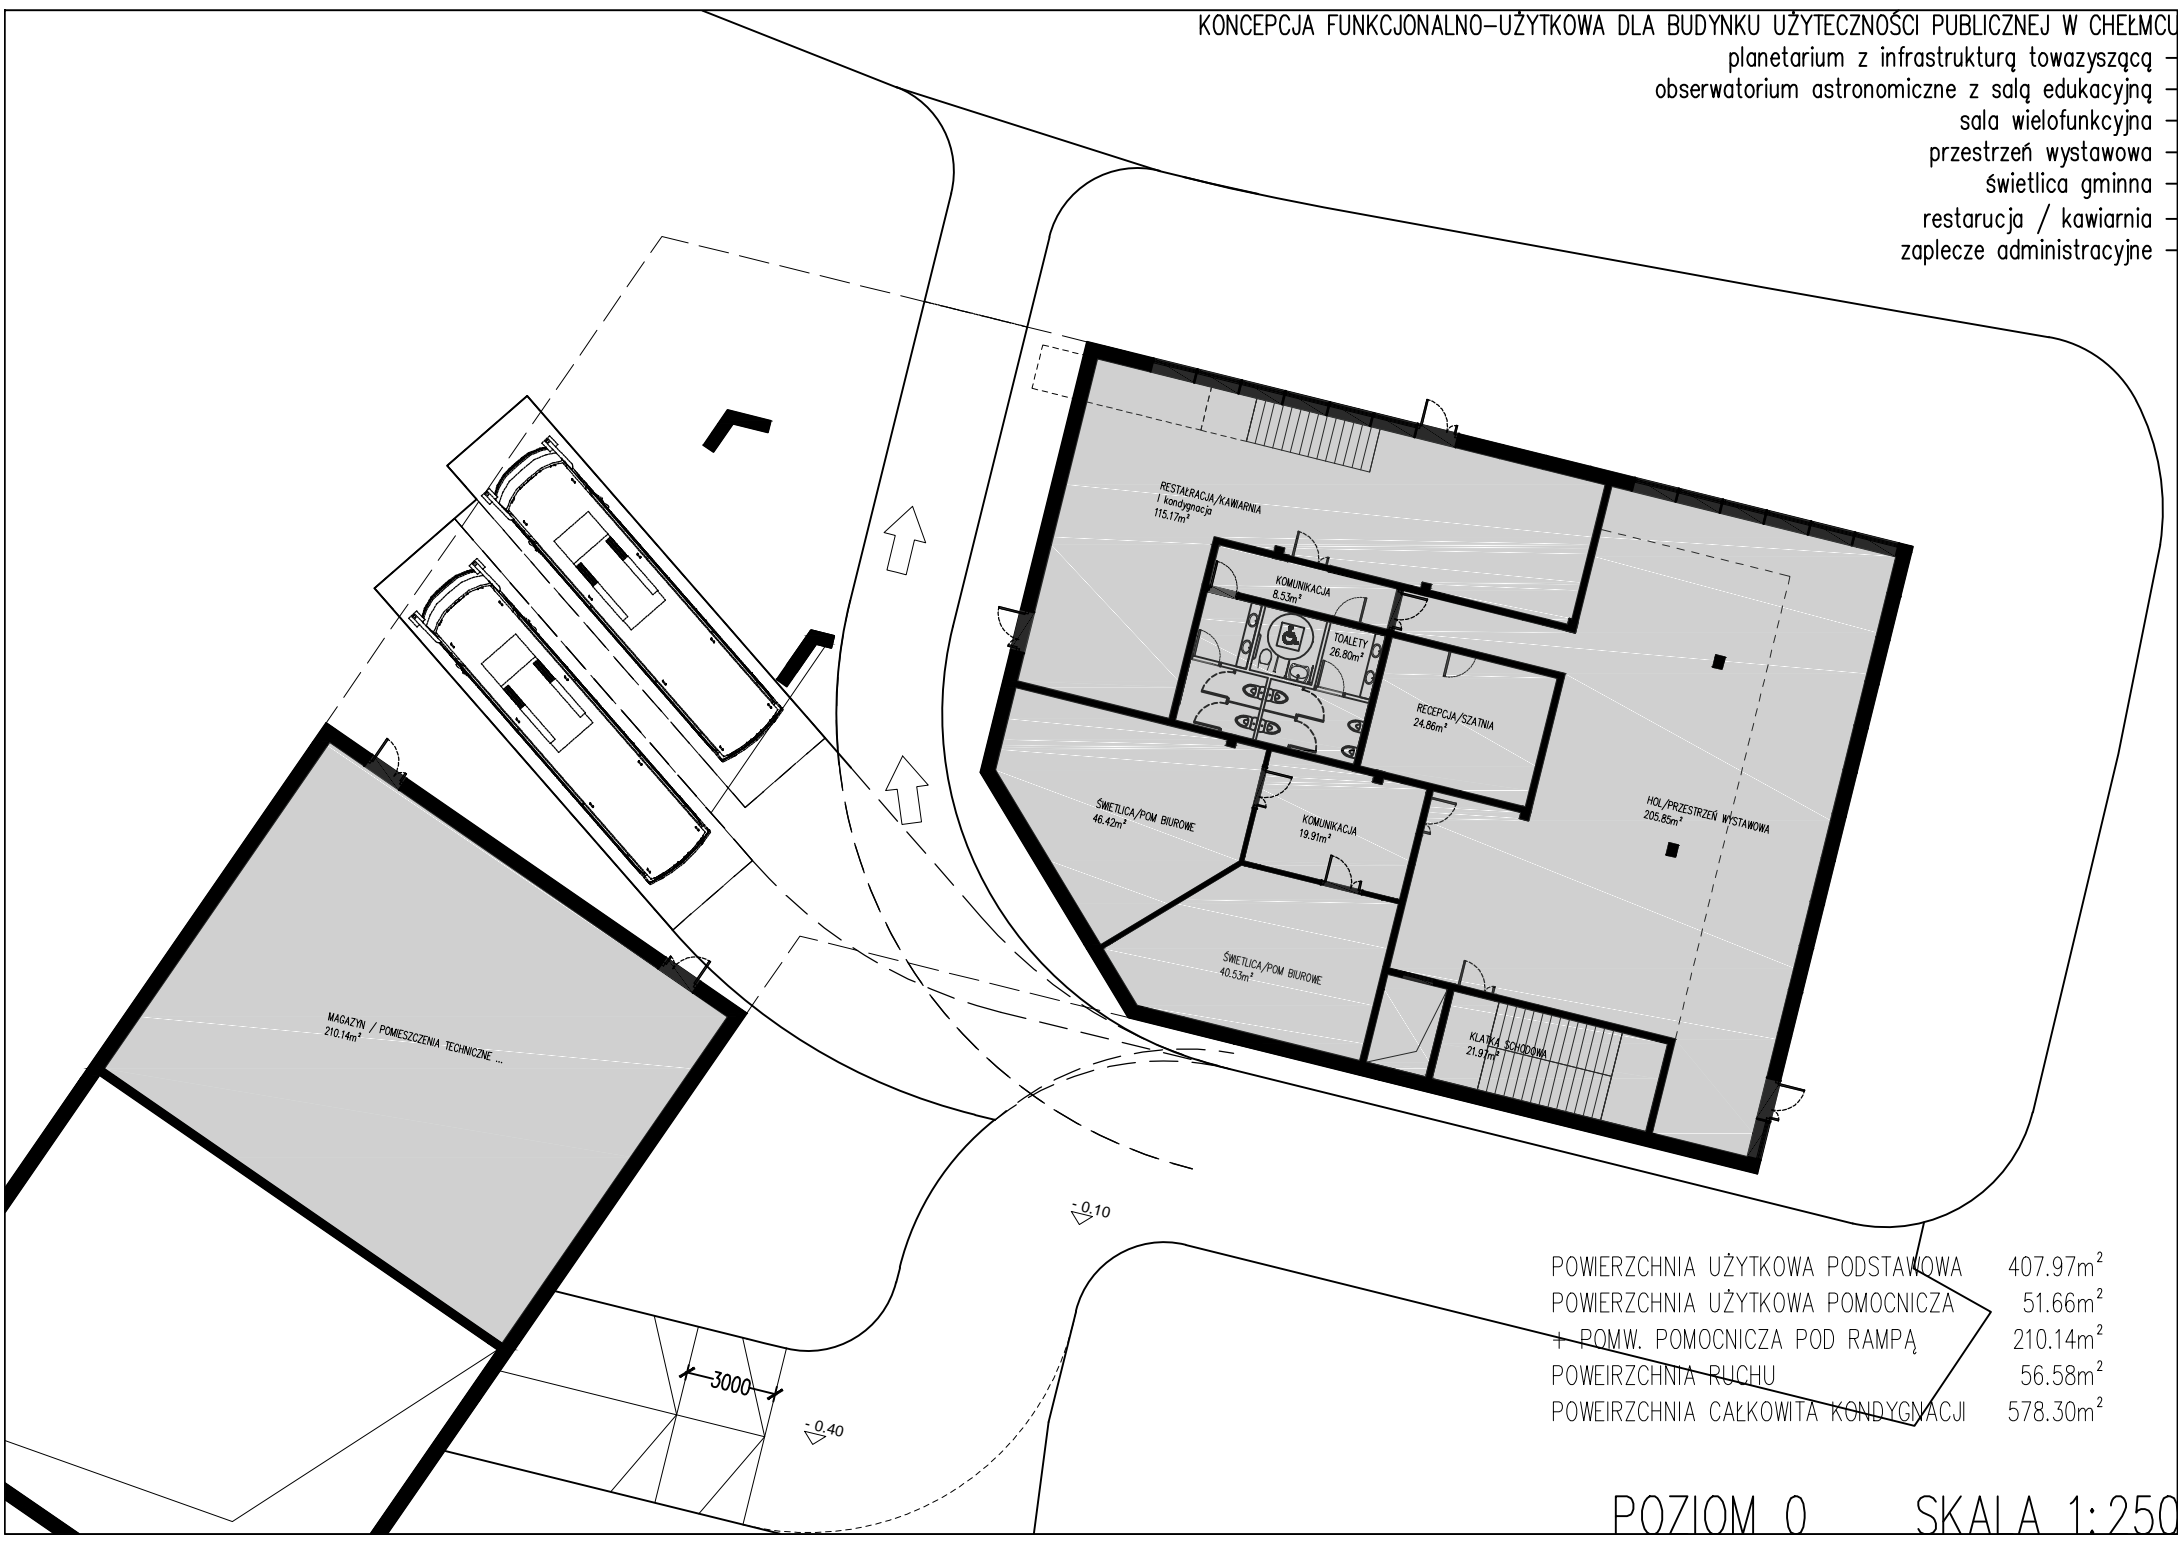 KONCEPCJA FUNKCJONALNO-UŻYTKOWA DLA BUDYNKU UŻYTECZNOŚCI PUBLICZNEJ W CHEŁMCU
planetarium z infrastrukturą towazyszącą -
obserwatorium astronomiczne z salą edukacyjną -
sala wielofunkcyjna -
przestrzeń wystawowa -
świetlica gminna -
restarucja / kawiarnia -
zaplecze administracyjne -
RESTAŁRACJA/KAWIARNIA
I kondygnacja
115.17m²
KOMUNIKACJA
8.53m²
TOALETY
26.80m²
RECEPCJA/SZATNIA
24.86m²
HOL/PRZESTRZEŃ WYSTAWOWA
205.85m²
ŚWIETLICA/POM BIUROWE
46.42m²
KOMUNIKACJA
19.91m²
ŚWIETLICA/POM BIUROWE
40.53m²
KLATKA SCHODOWA
21.97m²
MAGAZYN / POMIESZCZENIA TECHNICZNE ...
210.14m²
- 0.10
3000
- 0.40
POWIERZCHNIA UŻYTKOWA PODSTAWOWA 407.97m²
POWIERZCHNIA UŻYTKOWA POMOCNICZA 51.66m²
+ POMW. POMOCNICZA POD RAMPĄ 210.14m²
POWEIRZCHNIA RUCHU 56.58m²
POWEIRZCHNIA CAŁKOWITA KONDYGNACJI 578.30m²
POZIOM 0 SKALA 1:250